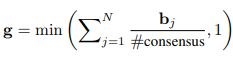 g = min ( ∑_{j=1}^{N} b_j / #consensus , 1 )